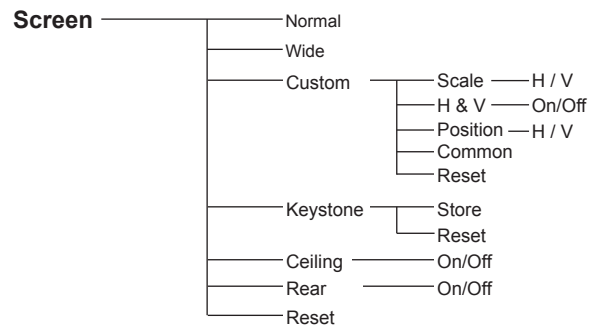 Screen Normal
Wide
Custom Scale H / V
H & V On/Off
Position H / V
Common
Reset
Keystone Store
Reset
Ceiling On/Off
Rear On/Off
Reset